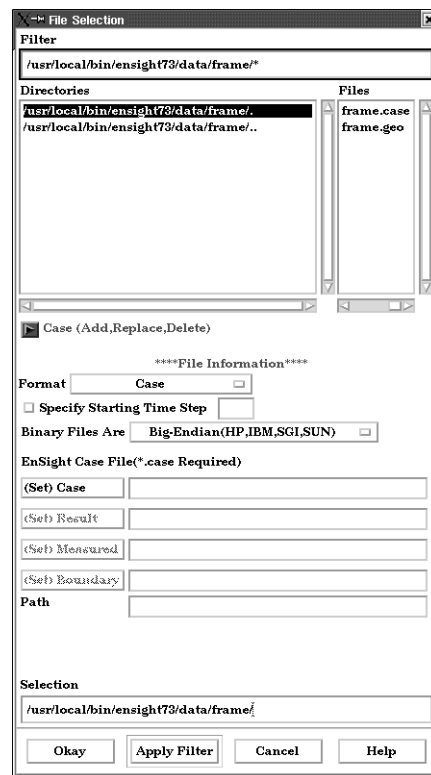 File Selection
Filter
/usr/local/bin/ensight73/data/frame/*
Directories
Files
/usr/local/bin/ensight73/data/frame/.
frame.case
/usr/local/bin/ensight73/data/frame/..
frame.geo
Case (Add,Replace,Delete)
****File Information****
Format Case
Specify Starting Time Step
Binary Files Are Big-Endian(HP,IBM,SGI,SUN)
EnSight Case File(*.case Required)
(Set) Case
(Set) Result
(Set) Measured
(Set) Boundary
Path
Selection
/usr/local/bin/ensight73/data/frame/
Okay Apply Filter Cancel Help